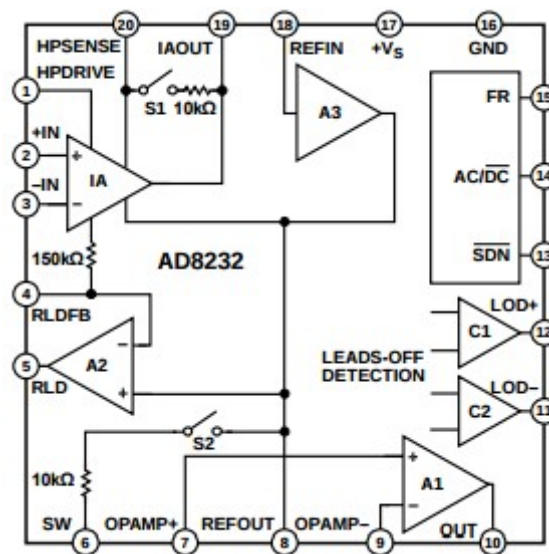 20 19 18 17 16
HPSENSE IAOUT REFIN +VS GND
HPDRIVE
1
S1 10kΩ
A3
FR 15
+IN
2
+ IA
–IN
3
–
AC/DC 14
150kΩ
AD8232
SDN 13
4
RLDFB
LOD+
C1 12
– A2
5
RLD
+
LEADS-OFF
DETECTION
LOD–
C2 11
S2
10kΩ
+ A1
–
SW OPAMP+ REFOUT OPAMP– OUT
6 7 8 9 10